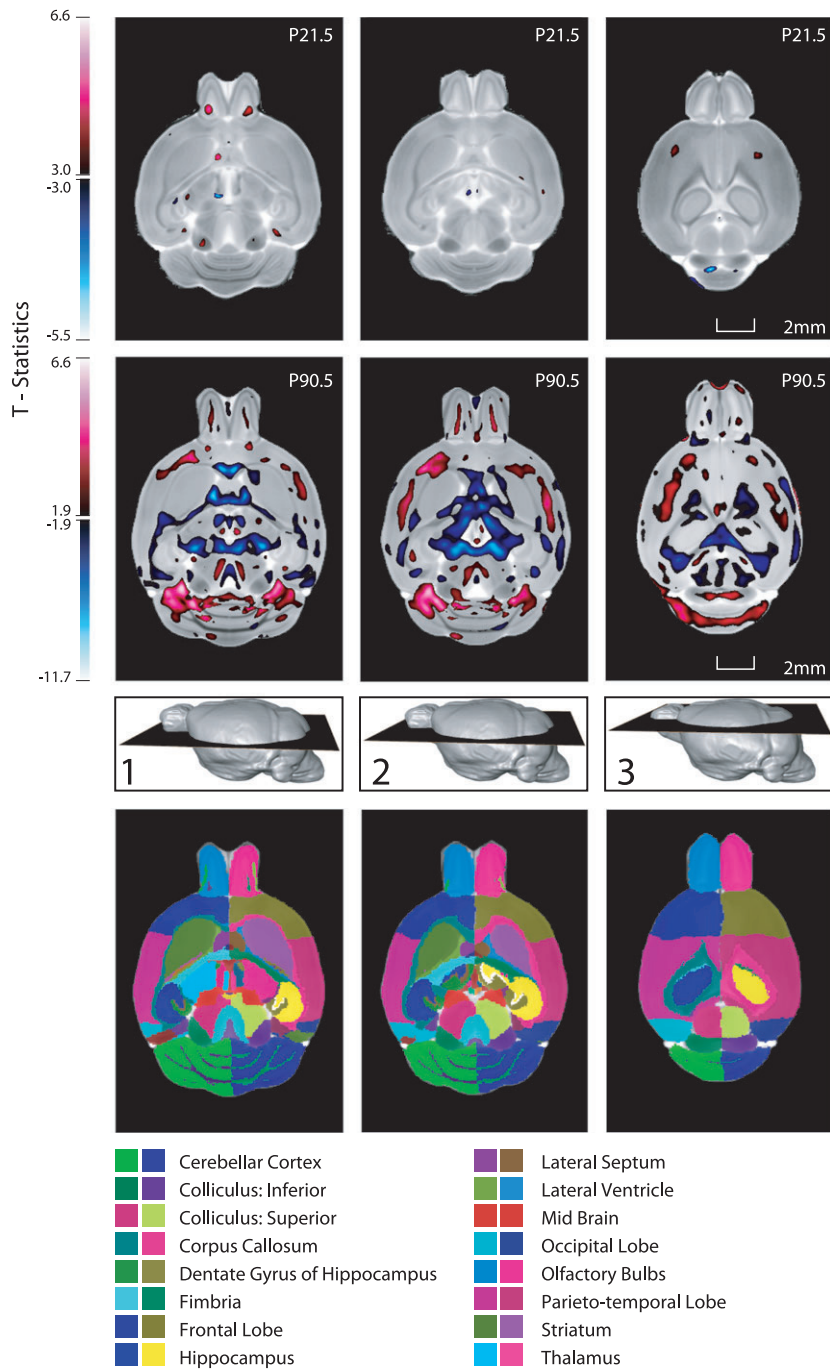 6.6
P21.5
P21.5
P21.5
3.0
-3.0
-5.5
2mm
T - Statistics
6.6
P90.5
P90.5
P90.5
1.9
-1.9
-11.7
2mm
1
2
3
Cerebellar Cortex
Colliculus: Inferior
Colliculus: Superior
Corpus Callosum
Dentate Gyrus of Hippocampus
Fimbria
Frontal Lobe
Hippocampus
Lateral Septum
Lateral Ventricle
Mid Brain
Occipital Lobe
Olfactory Bulbs
Parieto-temporal Lobe
Striatum
Thalamus